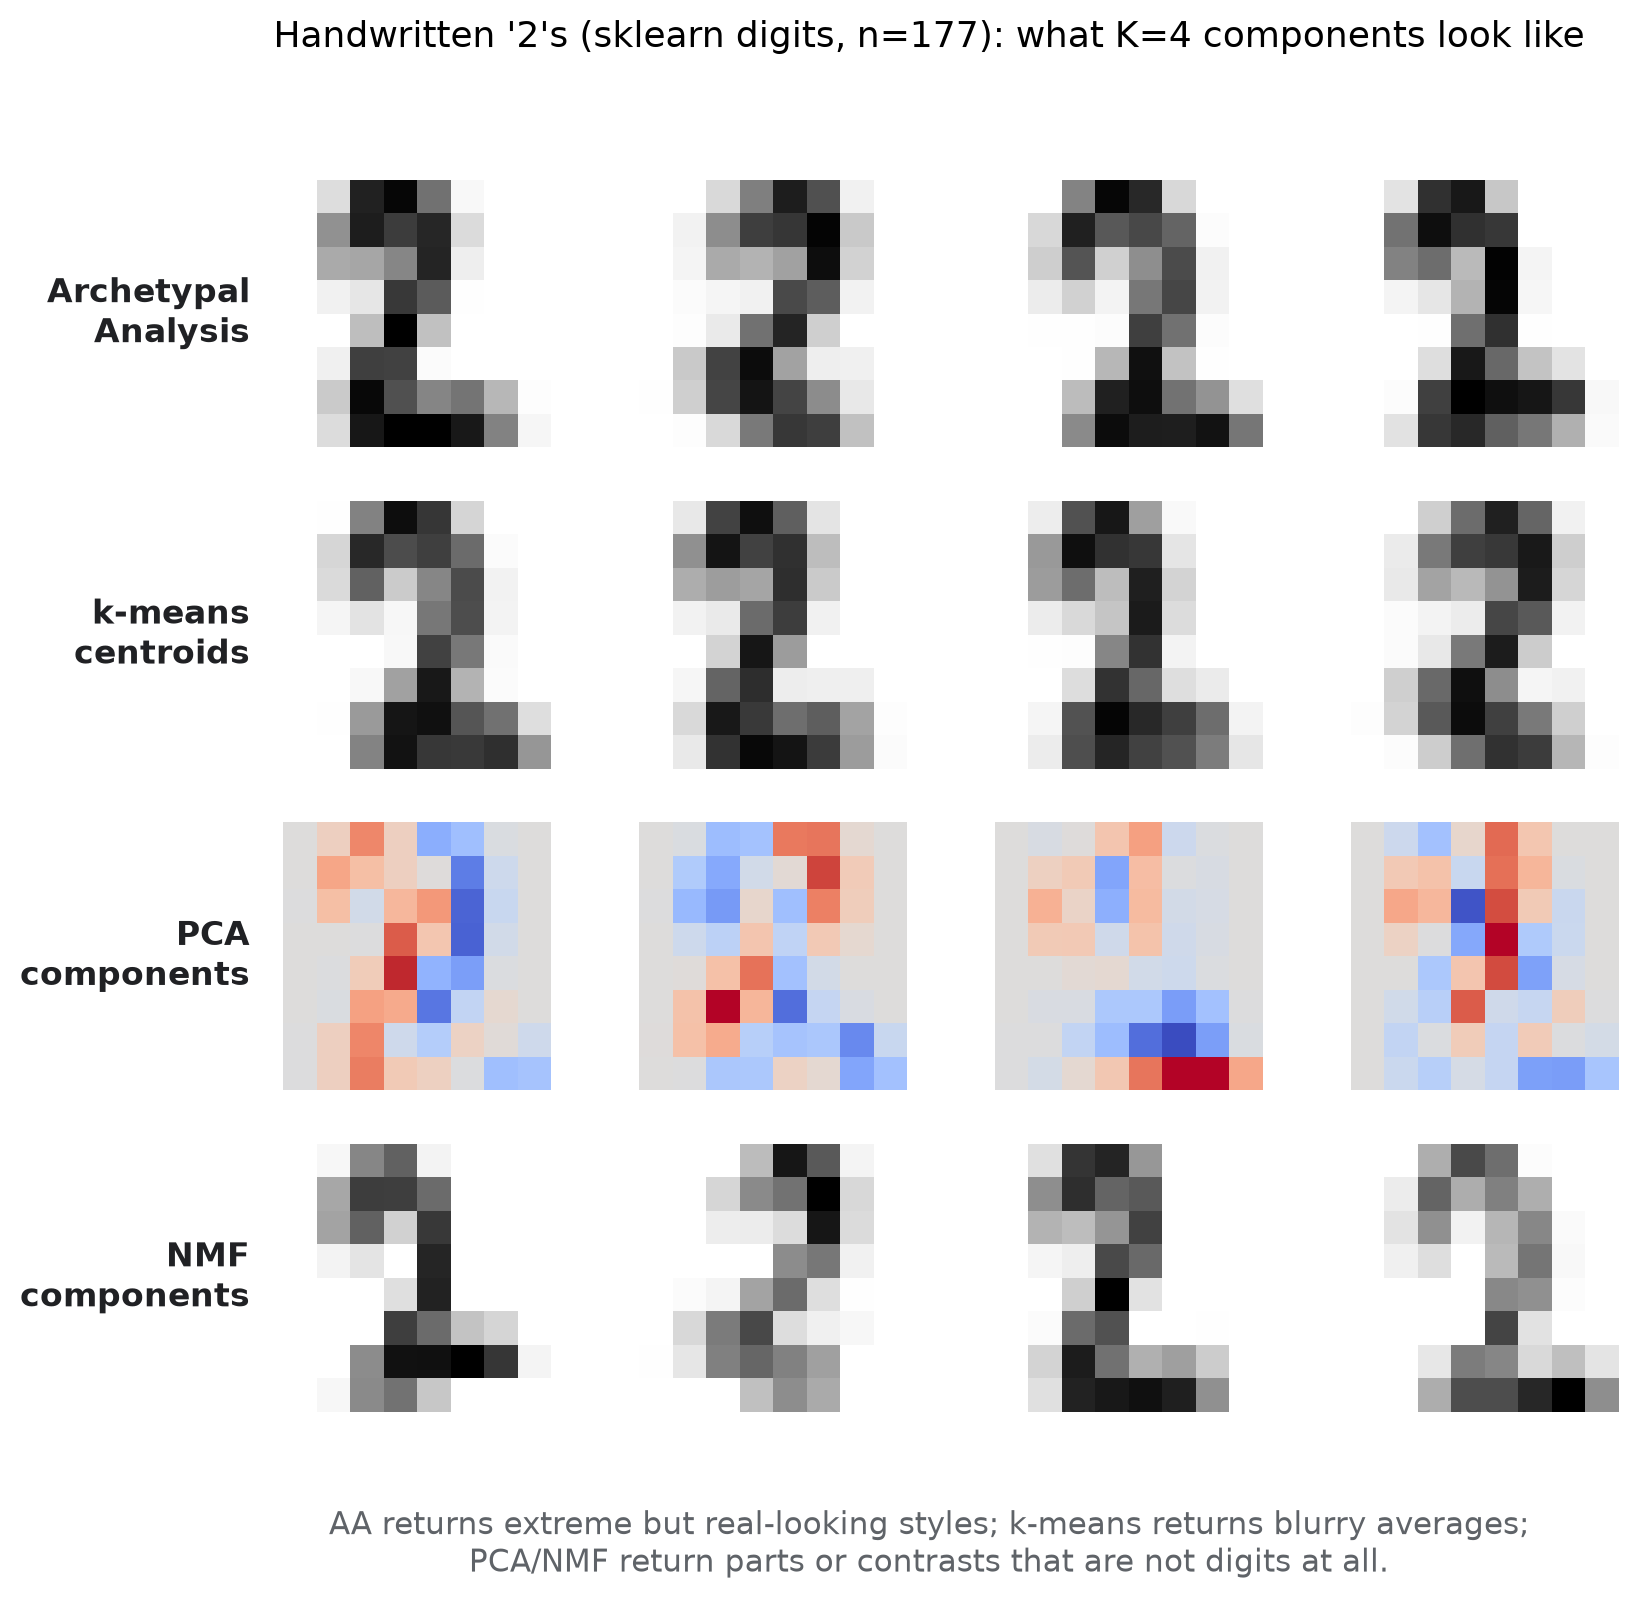 Handwritten '2's (sklearn digits, n=177): what K=4 components look like
Archetypal
Analysis
k-means
centroids
PCA
components
NMF
components
AA returns extreme but real-looking styles; k-means returns blurry averages;
PCA/NMF return parts or contrasts that are not digits at all.